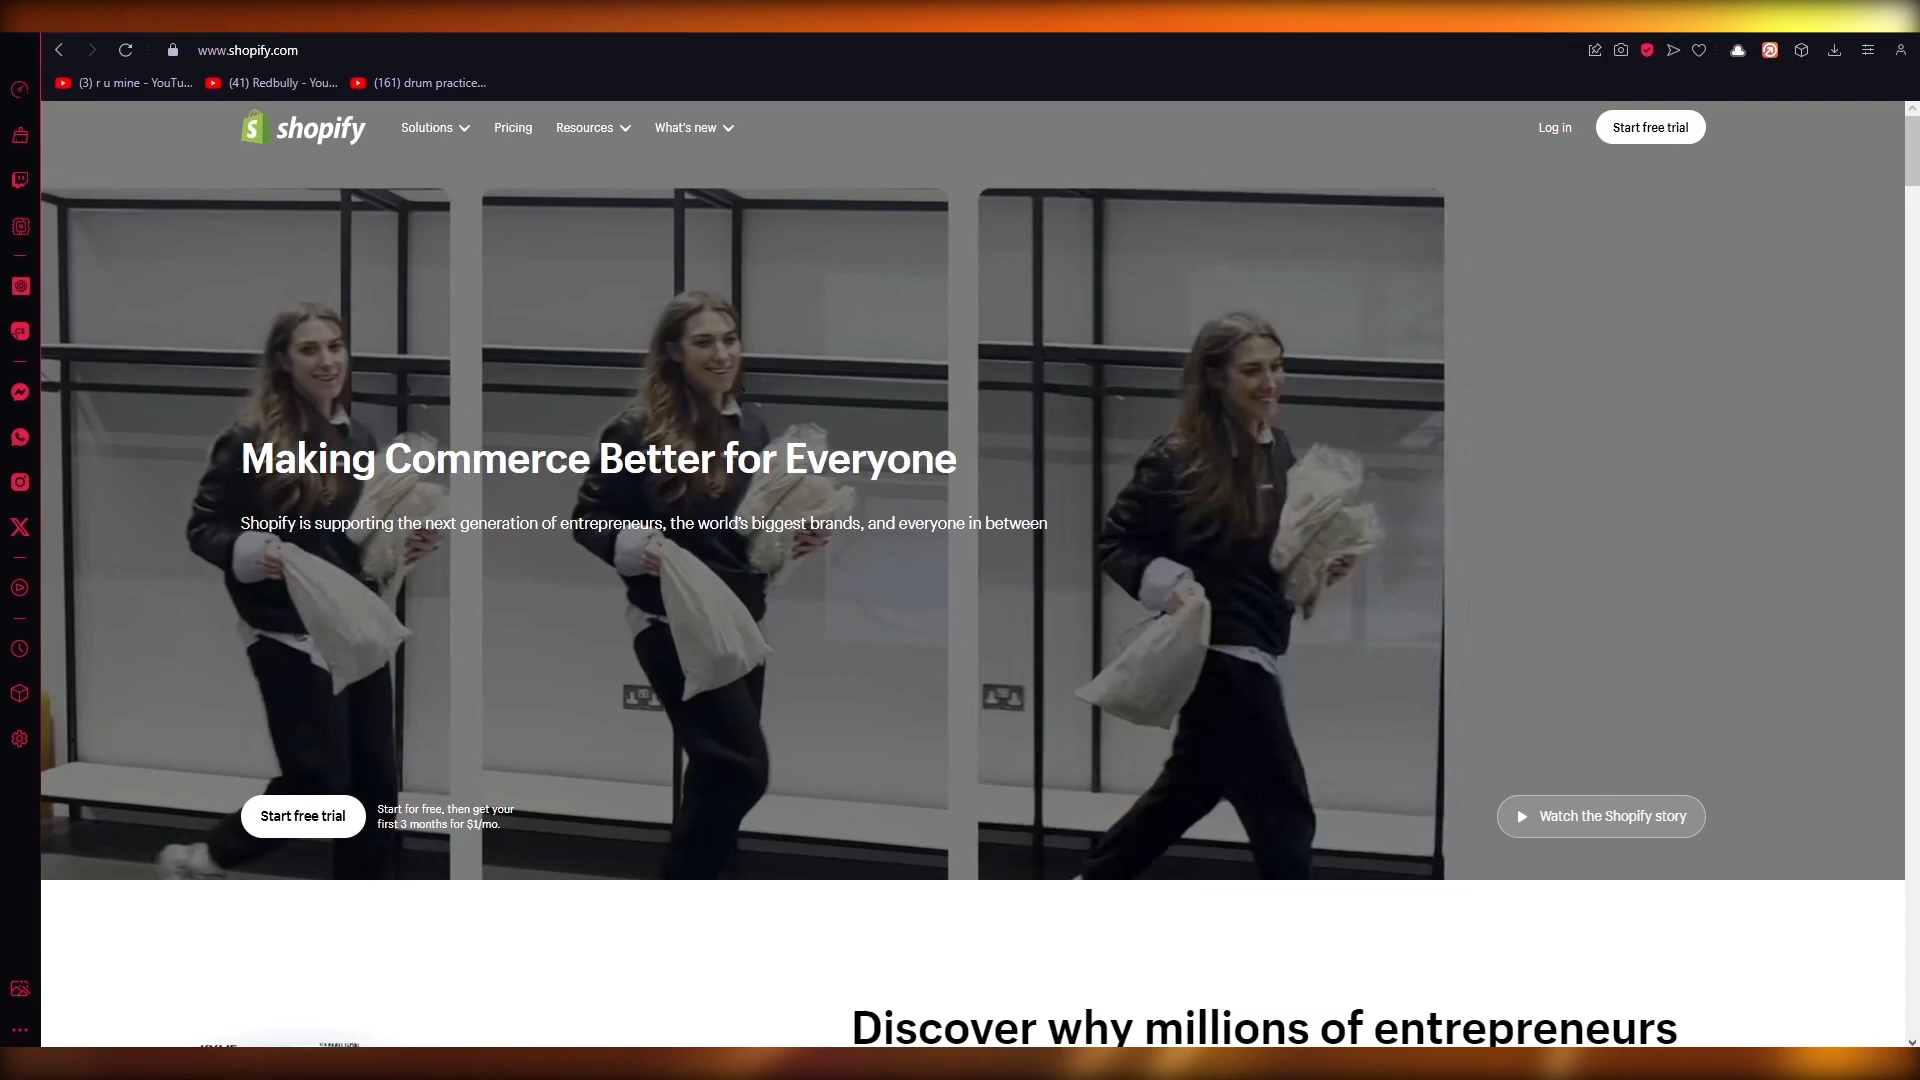 www.shopify.com
(3) r u mine - YouTu...
(41) Redbully - You...
(161) drum practice...
shopify
Solutions
Pricing
Resources
What's new
Log in
Start free trial
Making Commerce Better for Everyone
Shopify is supporting the next generation of entrepreneurs, the world's biggest brands, and everyone in between
Start free trial
Start for free, then get your
first 3 months for $1/mo.
Watch the Shopify story
Discover why millions of entrepreneurs